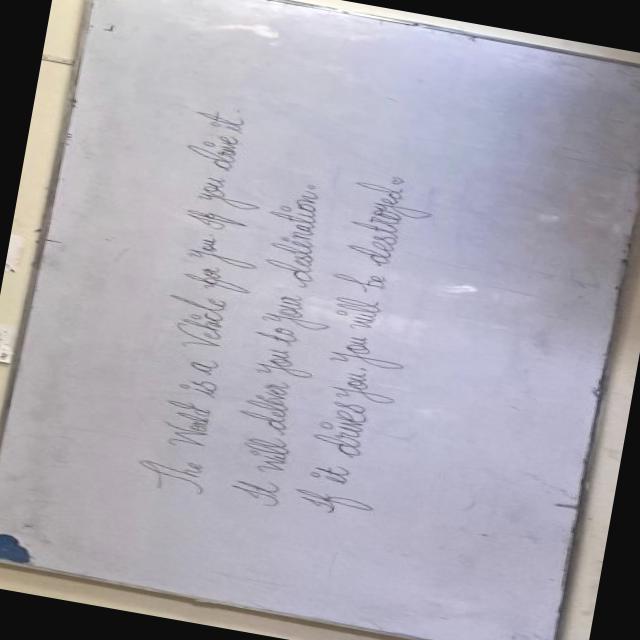 The World is a Vehicle for you if you drive it.
It will deliver you to your destination.
If it drives you, you will be destroyed.